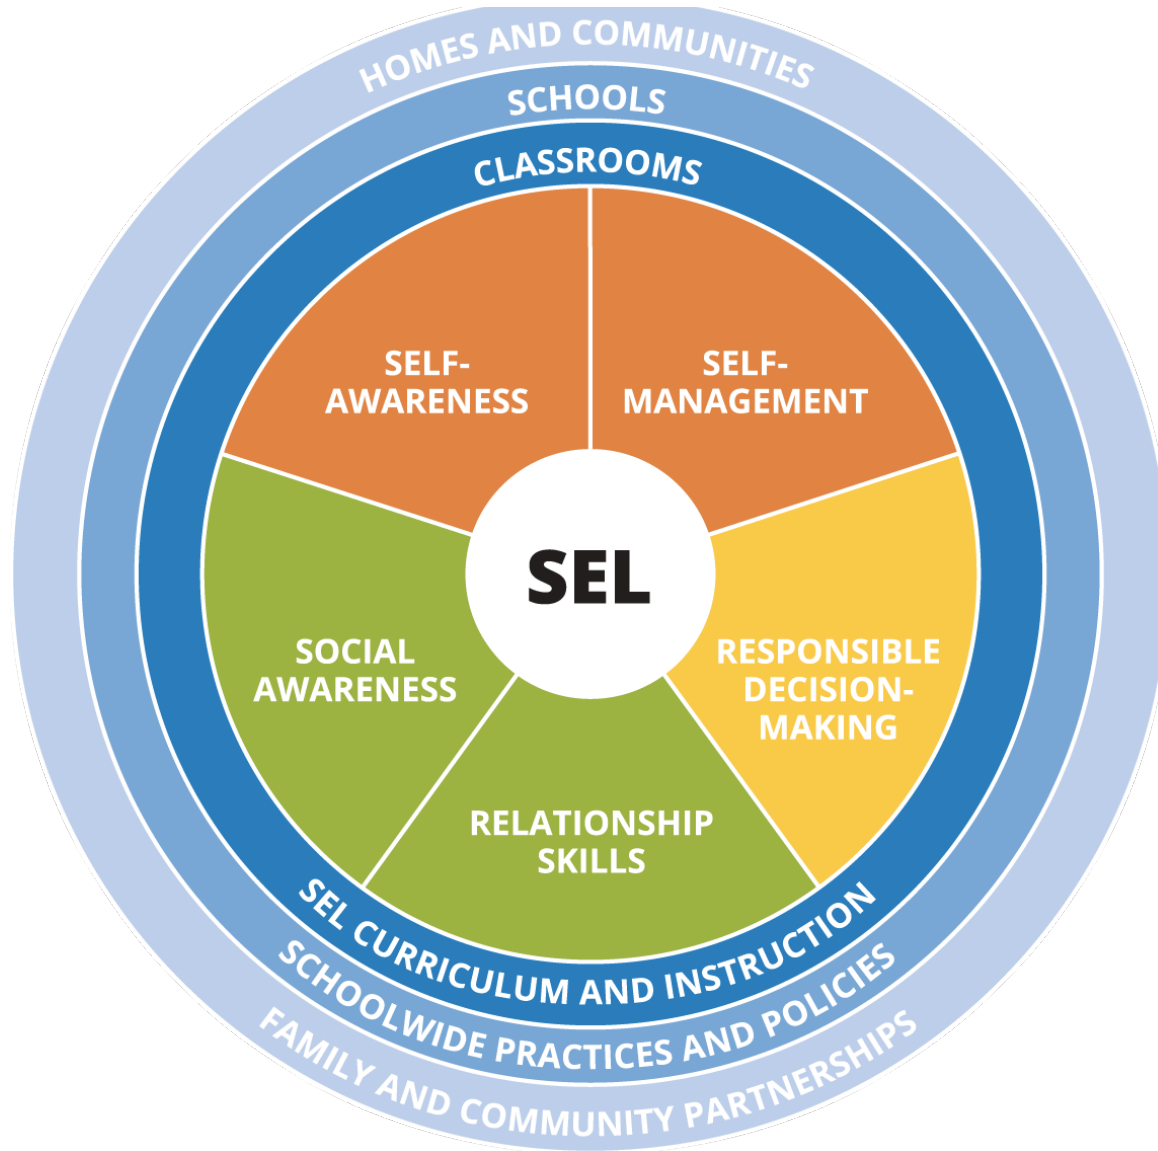 HOMES AND COMMUNITIES
SCHOOLS
CLASSROOMS
SELF-
AWARENESS
SELF-
MANAGEMENT
SEL
SOCIAL
AWARENESS
RESPONSIBLE
DECISION-
MAKING
RELATIONSHIP
SKILLS
SEL CURRICULUM AND INSTRUCTION
SCHOOLWIDE PRACTICES AND POLICIES
FAMILY AND COMMUNITY PARTNERSHIPS